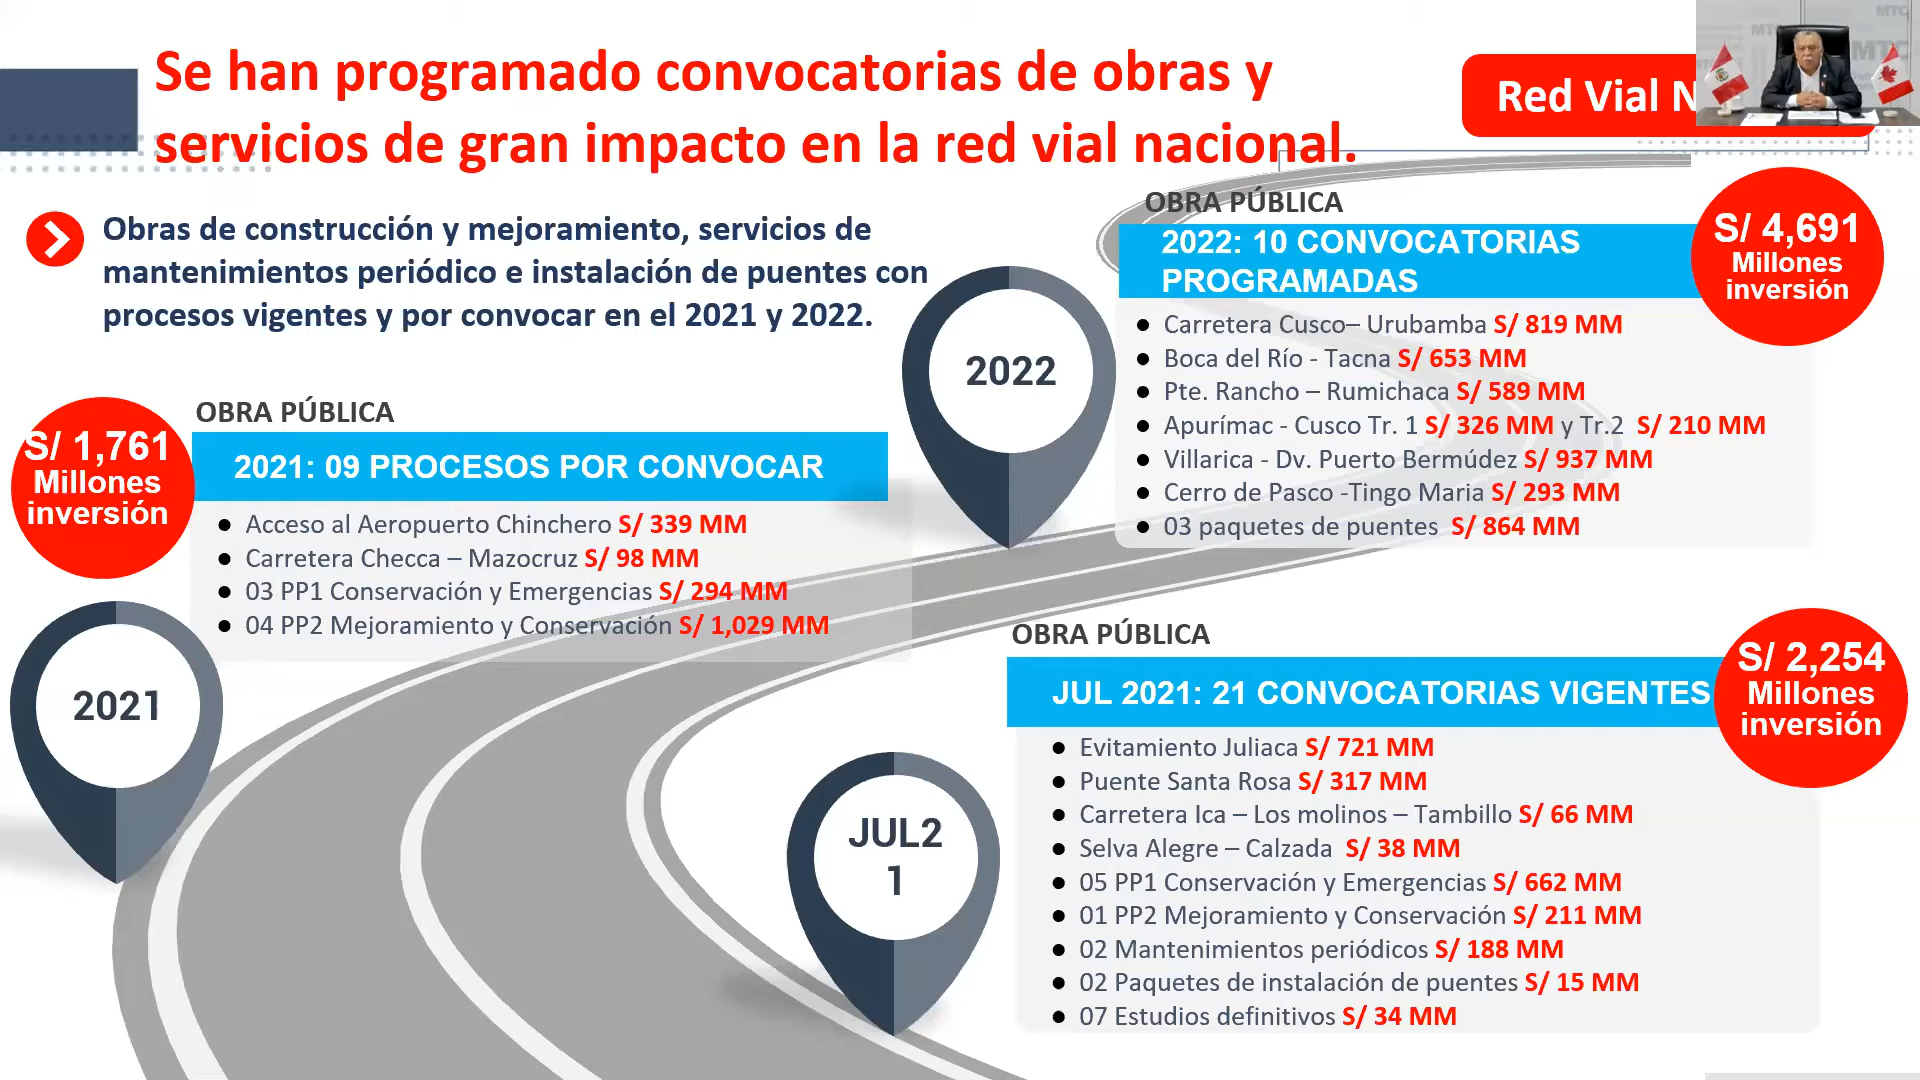 Se han programado convocatorias de obras y
servicios de gran impacto en la red vial nacional.
Red Vial N
MTC
MTC
MTC
Obras de construcción y mejoramiento, servicios de
mantenimientos periódico e instalación de puentes con
procesos vigentes y por convocar en el 2021 y 2022.
OBRA PÚBLICA
2022: 10 CONVOCATORIAS
PROGRAMADAS
S/ 4,691
Millones
inversión
2022
● Carretera Cusco– Urubamba S/ 819 MM
● Boca del Río - Tacna S/ 653 MM
● Pte. Rancho – Rumichaca S/ 589 MM
● Apurímac - Cusco Tr. 1 S/ 326 MM y Tr.2 S/ 210 MM
● Villarica - Dv. Puerto Bermúdez S/ 937 MM
● Cerro de Pasco -Tingo Maria S/ 293 MM
● 03 paquetes de puentes S/ 864 MM
OBRA PÚBLICA
S/ 1,761
Millones
inversión
2021: 09 PROCESOS POR CONVOCAR
● Acceso al Aeropuerto Chinchero S/ 339 MM
● Carretera Checca – Mazocruz S/ 98 MM
● 03 PP1 Conservación y Emergencias S/ 294 MM
● 04 PP2 Mejoramiento y Conservación S/ 1,029 MM
2021
OBRA PÚBLICA
JUL 2021: 21 CONVOCATORIAS VIGENTES
S/ 2,254
Millones
inversión
JUL2
1
● Evitamiento Juliaca S/ 721 MM
● Puente Santa Rosa S/ 317 MM
● Carretera Ica – Los molinos – Tambillo S/ 66 MM
● Selva Alegre – Calzada S/ 38 MM
● 05 PP1 Conservación y Emergencias S/ 662 MM
● 01 PP2 Mejoramiento y Conservación S/ 211 MM
● 02 Mantenimientos periódicos S/ 188 MM
● 02 Paquetes de instalación de puentes S/ 15 MM
● 07 Estudios definitivos S/ 34 MM